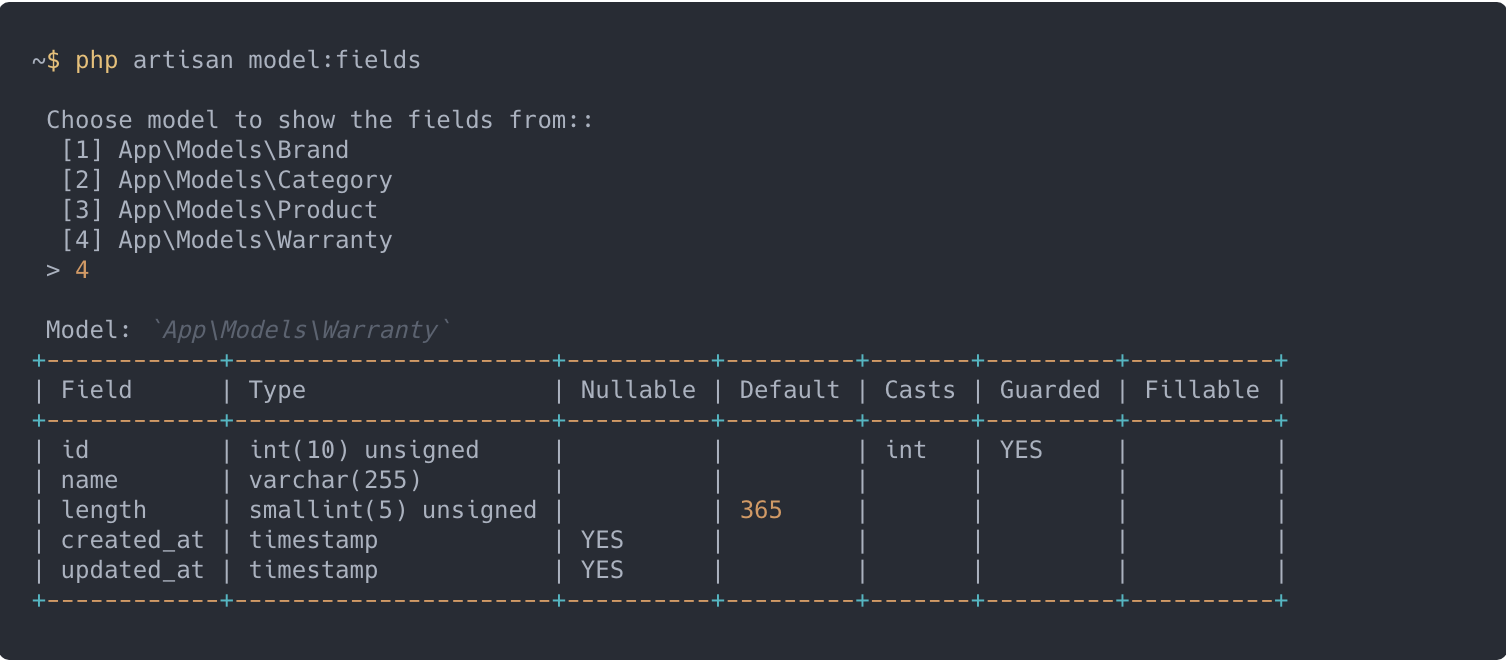 ~$ php artisan model:fields
Choose model to show the fields from::
[1] App\Models\Brand
[2] App\Models\Category
[3] App\Models\Product
[4] App\Models\Warranty
> 4
Model: `App\Models\Warranty`
+------------+----------------------+----------+---------+-------+---------+----------+
| Field      | Type                 | Nullable | Default | Casts | Guarded | Fillable |
+------------+----------------------+----------+---------+-------+---------+----------+
| id         | int(10) unsigned     |          |         | int   | YES     |          |
| name       | varchar(255)         |          |         |       |         |          |
| length     | smallint(5) unsigned |          | 365     |       |         |          |
| created_at | timestamp            | YES      |         |       |         |          |
| updated_at | timestamp            | YES      |         |       |         |          |
+------------+----------------------+----------+---------+-------+---------+----------+